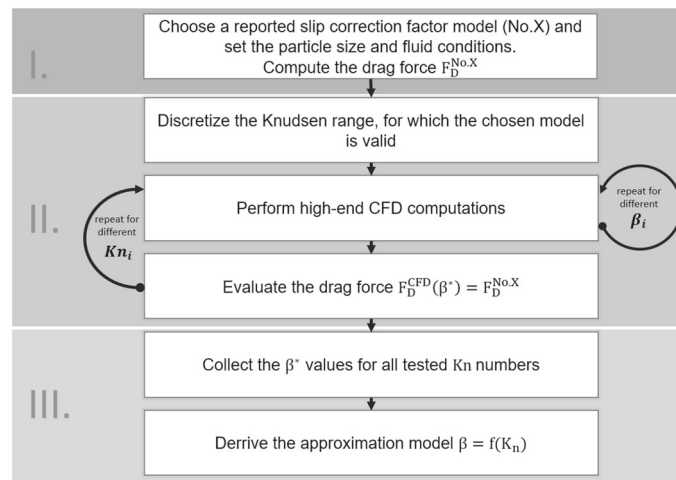 I.
Choose a reported slip correction factor model (No.X) and
set the particle size and fluid conditions.
Compute the drag force F_D^No.X
II.
Discretize the Knudsen range, for which the chosen model
is valid
Perform high-end CFD computations
repeat for
different
Kn_i
repeat for
different
β_i
Evaluate the drag force F_D^CFD(β*) = F_D^No.X
III.
Collect the β* values for all tested Kn numbers
Derrive the approximation model β = f(K_n)